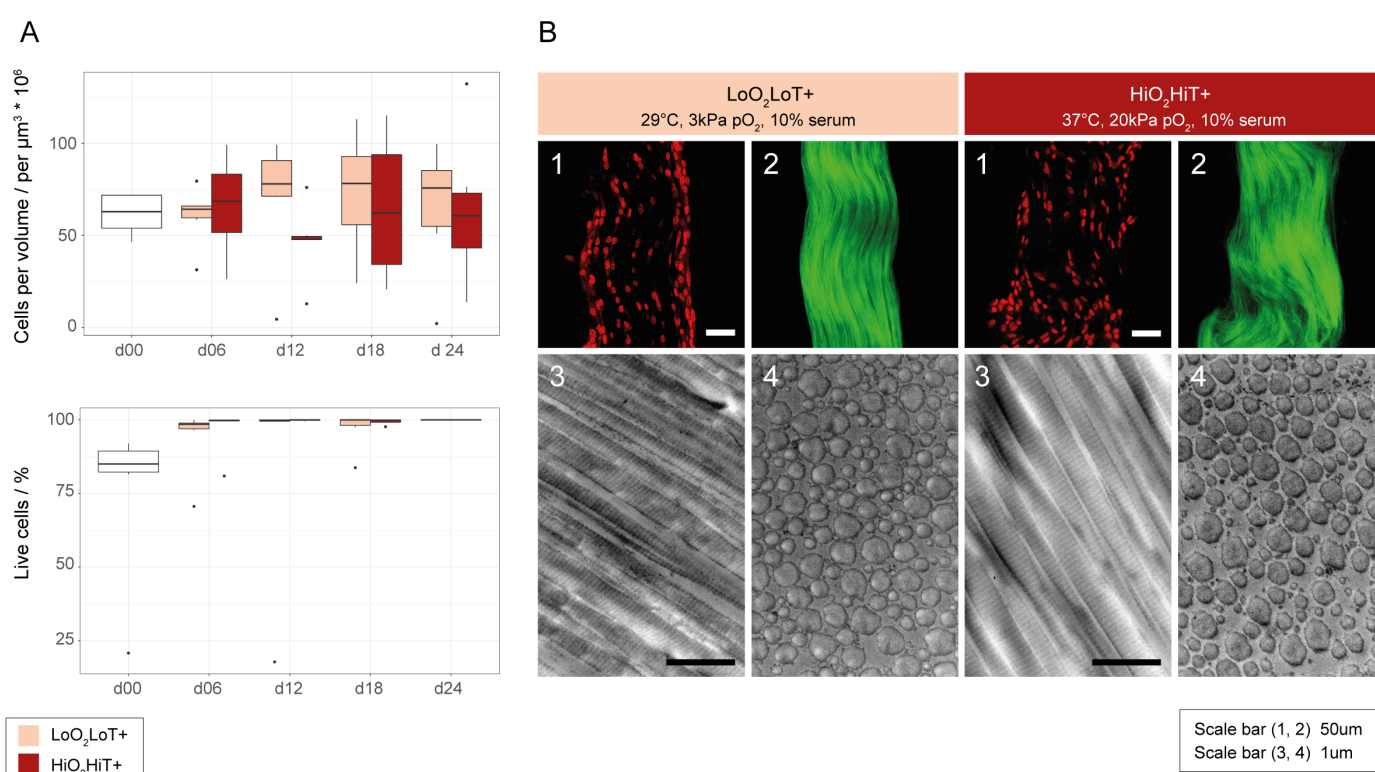 A
Cells per volume / per µm³ * 10⁶
100
50
0
d00 d06 d12 d18 d 24
Live cells / %
100
75
50
25
d00 d06 d12 d18 d24
LoO₂LoT+
HiO₂HiT+
B
LoO₂LoT+
29°C, 3kPa pO₂, 10% serum
HiO₂HiT+
37°C, 20kPa pO₂, 10% serum
1 2 1 2
3 4 3 4
Scale bar (1, 2) 50um
Scale bar (3, 4) 1um